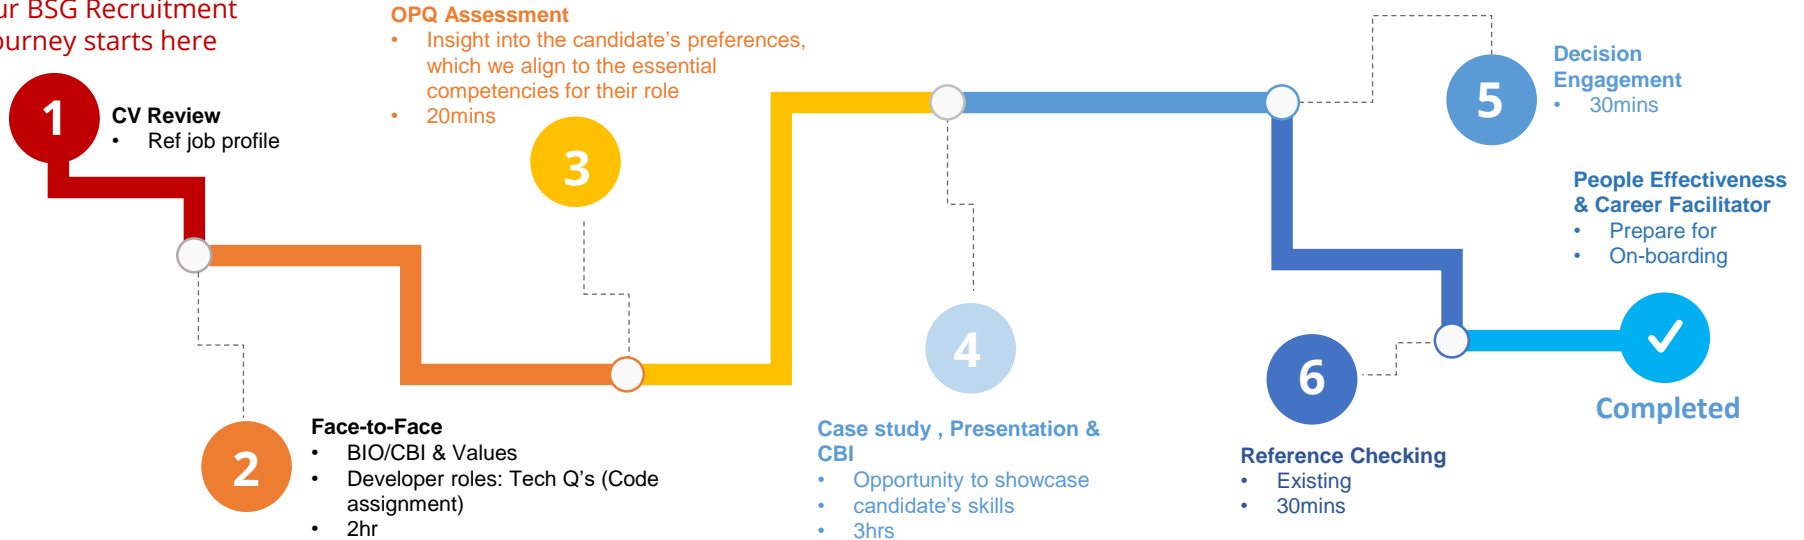 BSG Recruitment
starts here
1
CV Review
• Ref job profile
OPQ Assessment
• Insight into the candidate's preferences,
which we align to the essential
competencies for their role
• 20mins
3
2
Face-to-Face
• BIO/CBI & Values
• Developer roles: Tech Q's (Code
assignment)
• 2hr
4
Case study , Presentation &
CBI
• Opportunity to showcase
• candidate's skills
• 3hrs
5
Decision
Engagement
• 30mins
6
Reference Checking
• Existing
• 30mins
People Effectiveness
& Career Facilitator
• Prepare for
• On-boarding
Completed